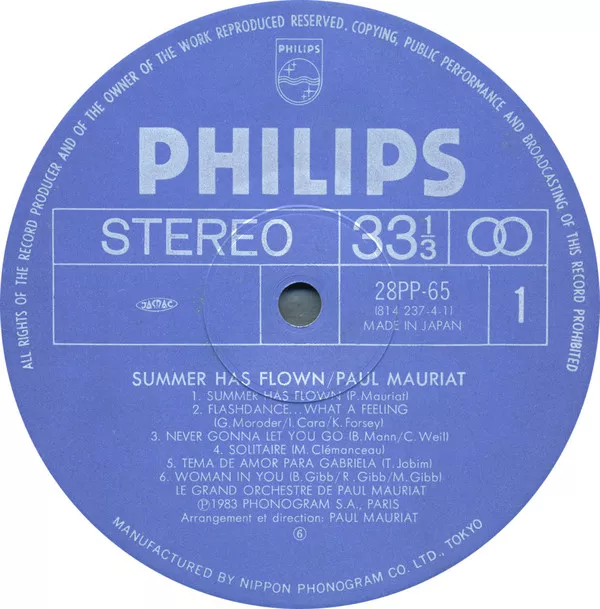 ALL RIGHTS OF THE RECORD PRODUCER AND OF THE OWNER OF THE WORK REPRODUCED RESERVED. COPYING, PUBLIC PERFORMANCE AND BROADCASTING OF THIS RECORD PROHIBITED
PHILIPS
PHILIPS
STEREO 33 1/3
JASRAC
28PP-65
(814 237-4-1)
MADE IN JAPAN
1
SUMMER HAS FLOWN/PAUL MAURIAT
1. SUMMER HAS FLOWN (P. Mauriat)
2. FLASHDANCE...WHAT A FEELING
(G. Moroder/I. Cara/K. Forsey)
3. NEVER GONNA LET YOU GO (B. Mann/C. Weil)
4. SOLITAIRE (M. Clémanceau)
5. TEMA DE AMOR PARA GABRIELA (T. Jobim)
6. WOMAN IN YOU (B. Gibb/R. Gibb/M. Gibb)
LE GRAND ORCHESTRE DE PAUL MAURIAT
Ⓟ1983 PHONOGRAM S.A., PARIS
Arrangement et direction: PAUL MAURIAT
⑥
MANUFACTURED BY NIPPON PHONOGRAM CO. LTD., TOKYO